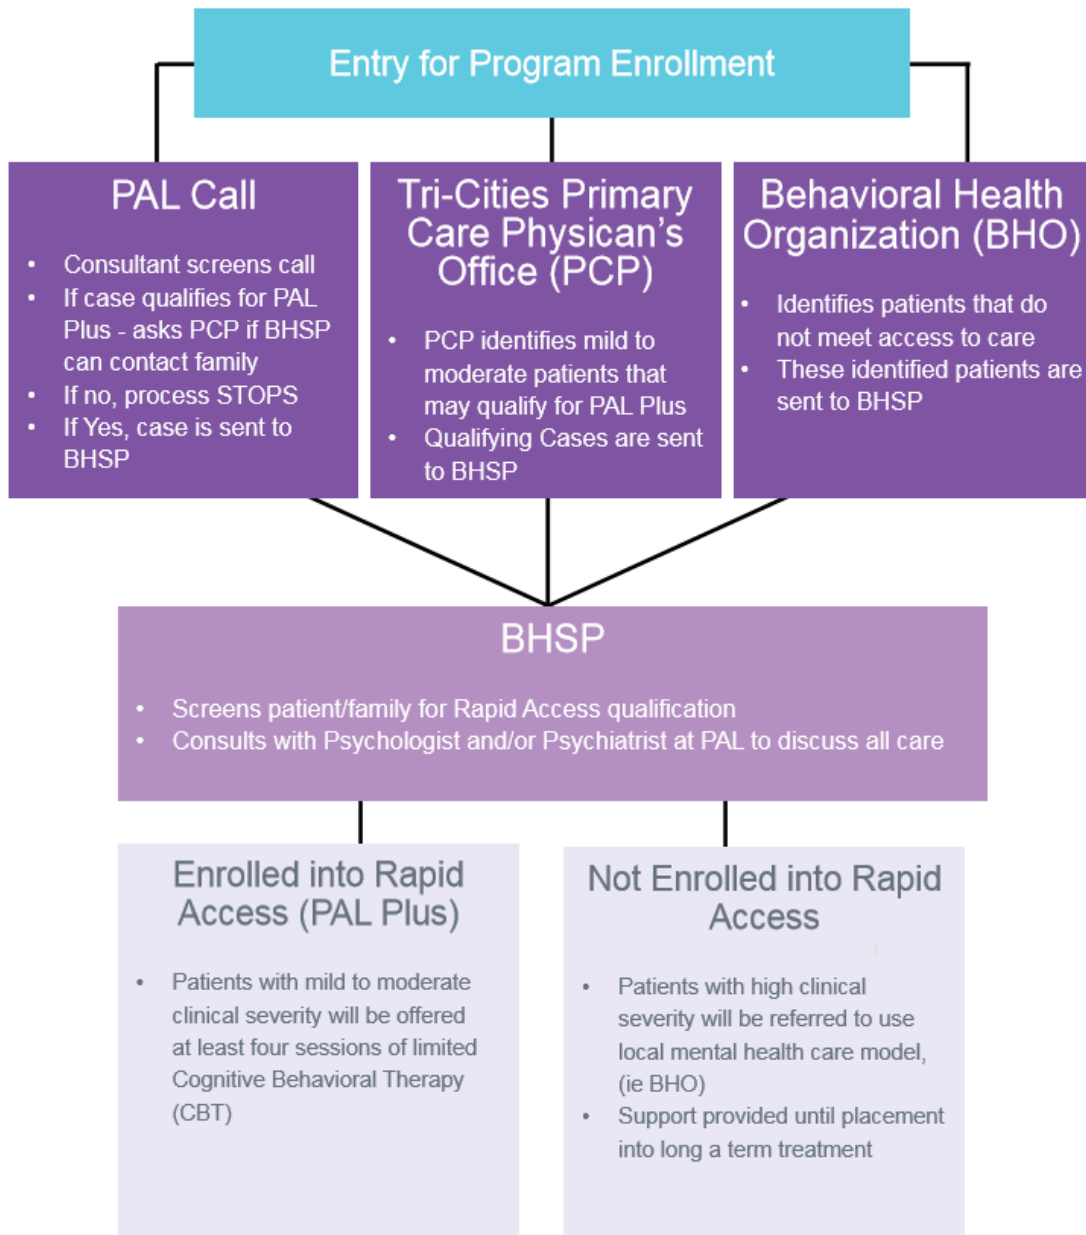 Entry for Program Enrollment
PAL Call
• Consultant screens call
• If case qualifies for PAL
Plus - asks PCP if BHSP
can contact family
• If no, process STOPS
• If Yes, case is sent to
BHSP
Tri-Cities Primary
Care Physican's
Office (PCP)
• PCP identifies mild to
moderate patients that
may qualify for PAL Plus
• Qualifying Cases are sent
to BHSP
Behavioral Health
Organization (BHO)
• Identifies patients that do
not meet access to care
• These identified patients are
sent to BHSP
BHSP
• Screens patient/family for Rapid Access qualification
• Consults with Psychologist and/or Psychiatrist at PAL to discuss all care
Enrolled into Rapid
Access (PAL Plus)
• Patients with mild to moderate
clinical severity will be offered
at least four sessions of limited
Cognitive Behavioral Therapy
(CBT)
Not Enrolled into Rapid
Access
• Patients with high clinical
severity will be referred to use
local mental health care model,
(ie BHO)
• Support provided until placement
into long a term treatment